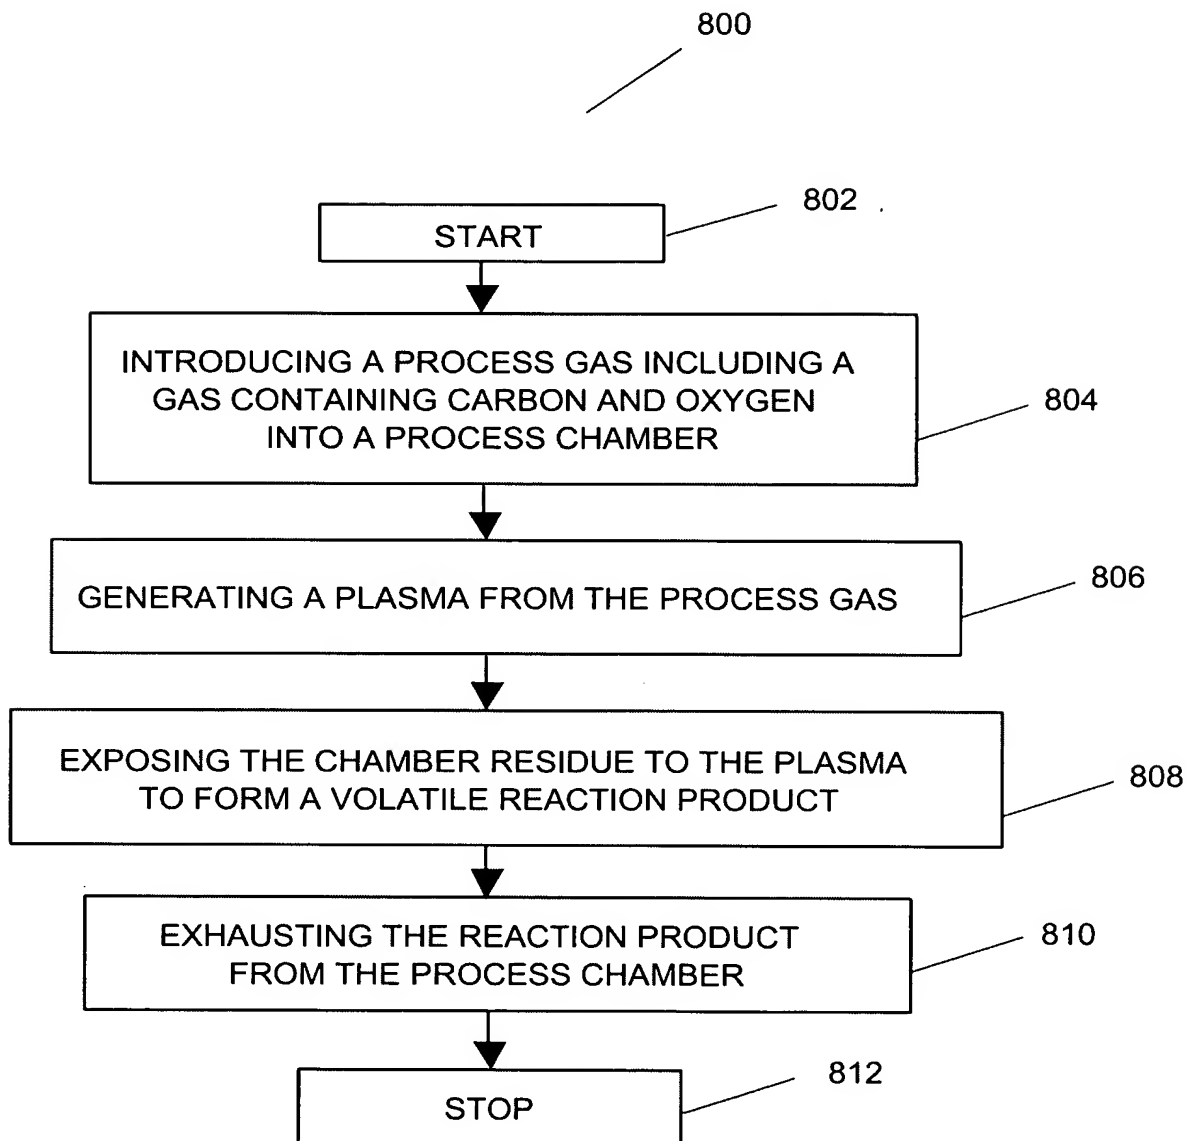 800
802
START
INTRODUCING A PROCESS GAS INCLUDING A
GAS CONTAINING CARBON AND OXYGEN
INTO A PROCESS CHAMBER
804
GENERATING A PLASMA FROM THE PROCESS GAS
806
EXPOSING THE CHAMBER RESIDUE TO THE PLASMA
TO FORM A VOLATILE REACTION PRODUCT
808
EXHAUSTING THE REACTION PRODUCT
FROM THE PROCESS CHAMBER
810
STOP
812